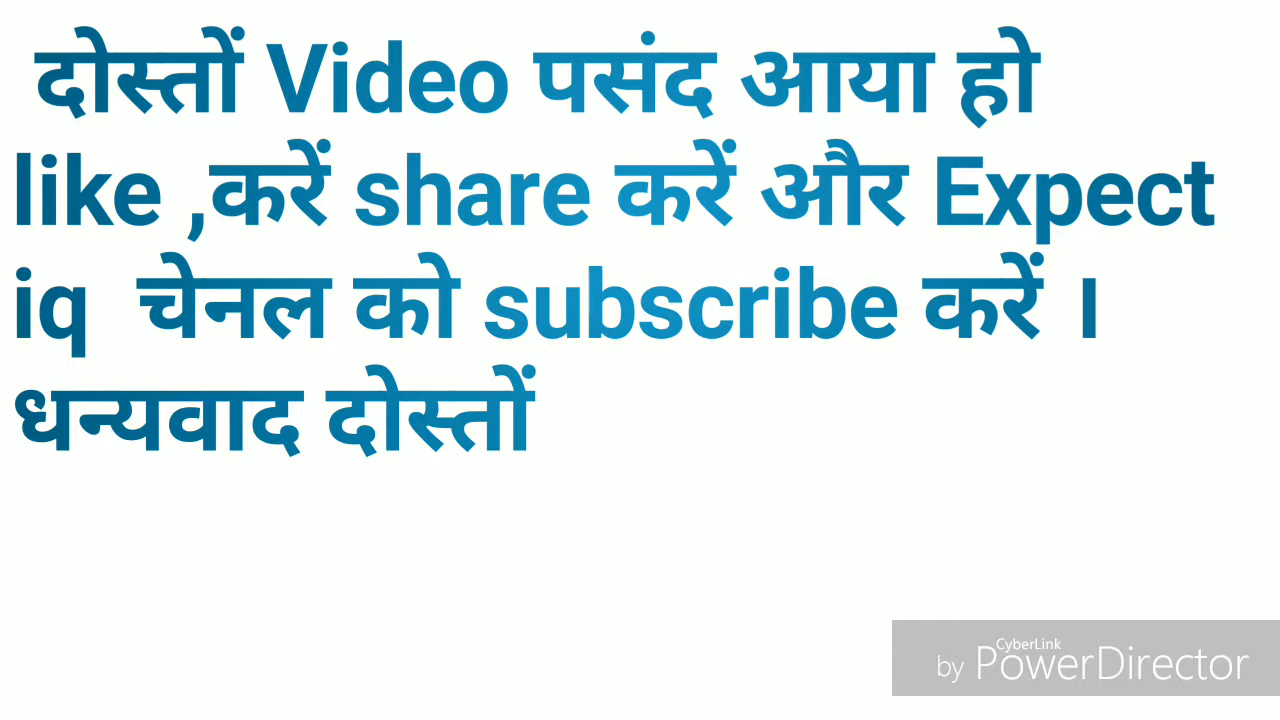 दोस्तों Video पसंद आया हो
like ,करें share करें और Expect
iq चेनल को subscribe करें ।
धन्यवाद दोस्तों
CyberLink
by PowerDirector